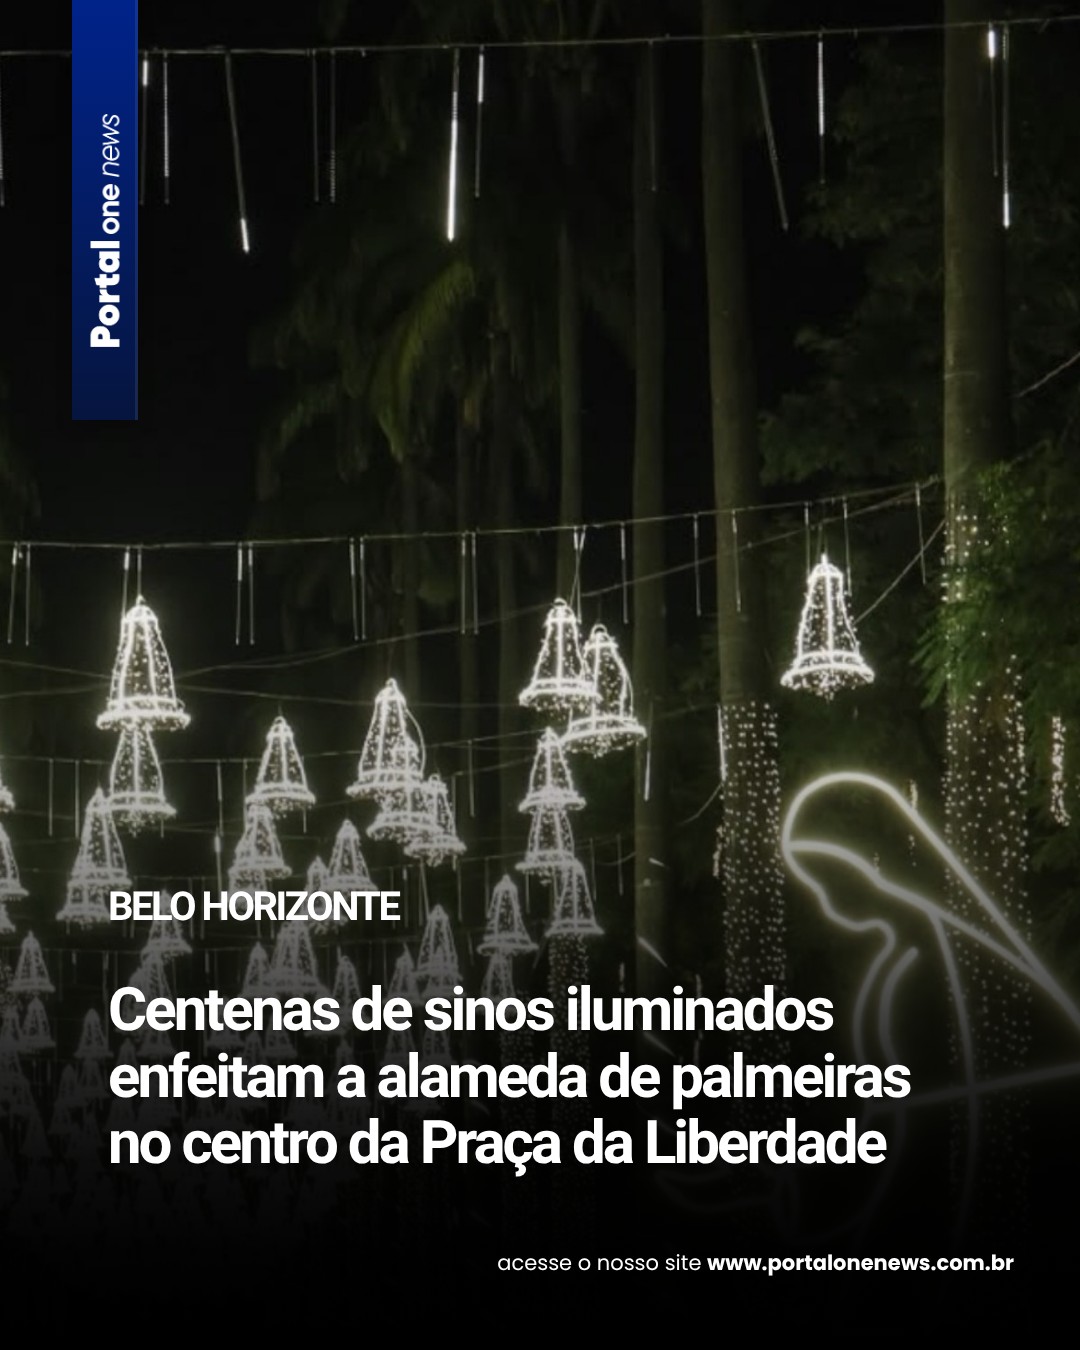 Portal one news
BELO HORIZONTE
Centenas de sinos iluminados
enfeitam a alameda de palmeiras
no centro da Praça da Liberdade
acesse o nosso site www.portalonenews.com.br